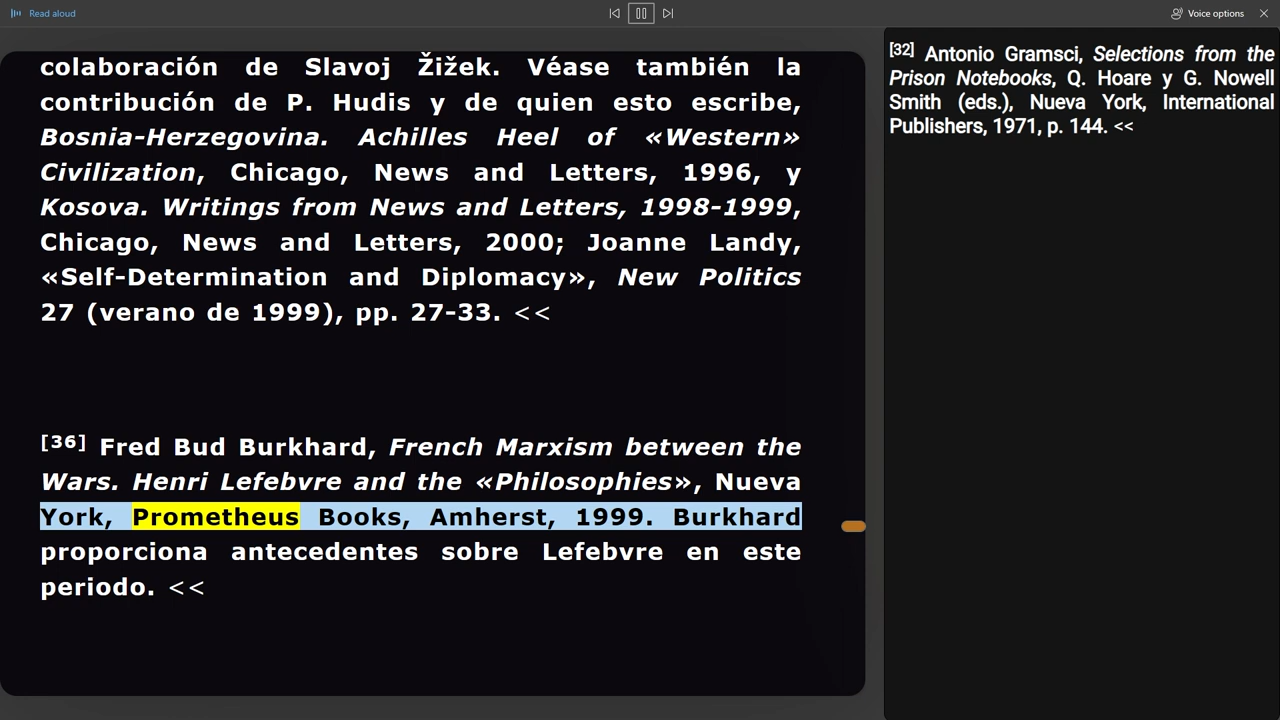 Read aloud
Voice options
colaboración de Slavoj Žižek. Véase también la
contribución de P. Hudis y de quien esto escribe,
Bosnia-Herzegovina. Achilles Heel of «Western»
Civilization, Chicago, News and Letters, 1996, y
Kosova. Writings from News and Letters, 1998-1999,
Chicago, News and Letters, 2000; Joanne Landy,
«Self-Determination and Diplomacy», New Politics
27 (verano de 1999), pp. 27-33. <<
[36] Fred Bud Burkhard, French Marxism between the
Wars. Henri Lefebvre and the «Philosophies», Nueva
York, Prometheus Books, Amherst, 1999. Burkhard
proporciona antecedentes sobre Lefebvre en este
periodo. <<
[32] Antonio Gramsci, Selections from the
Prison Notebooks, Q. Hoare y G. Nowell
Smith (eds.), Nueva York, International
Publishers, 1971, p. 144. <<